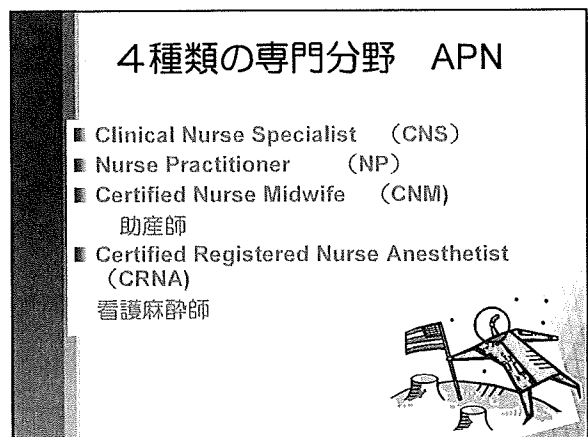 ４種類の専門分野　APN
Clinical Nurse Specialist　（CNS）
Nurse Practitioner　　（NP）
Certified Nurse Midwife　（CNM)
助産師
Certified Registered Nurse Anesthetist
（CRNA)
看護麻酔師